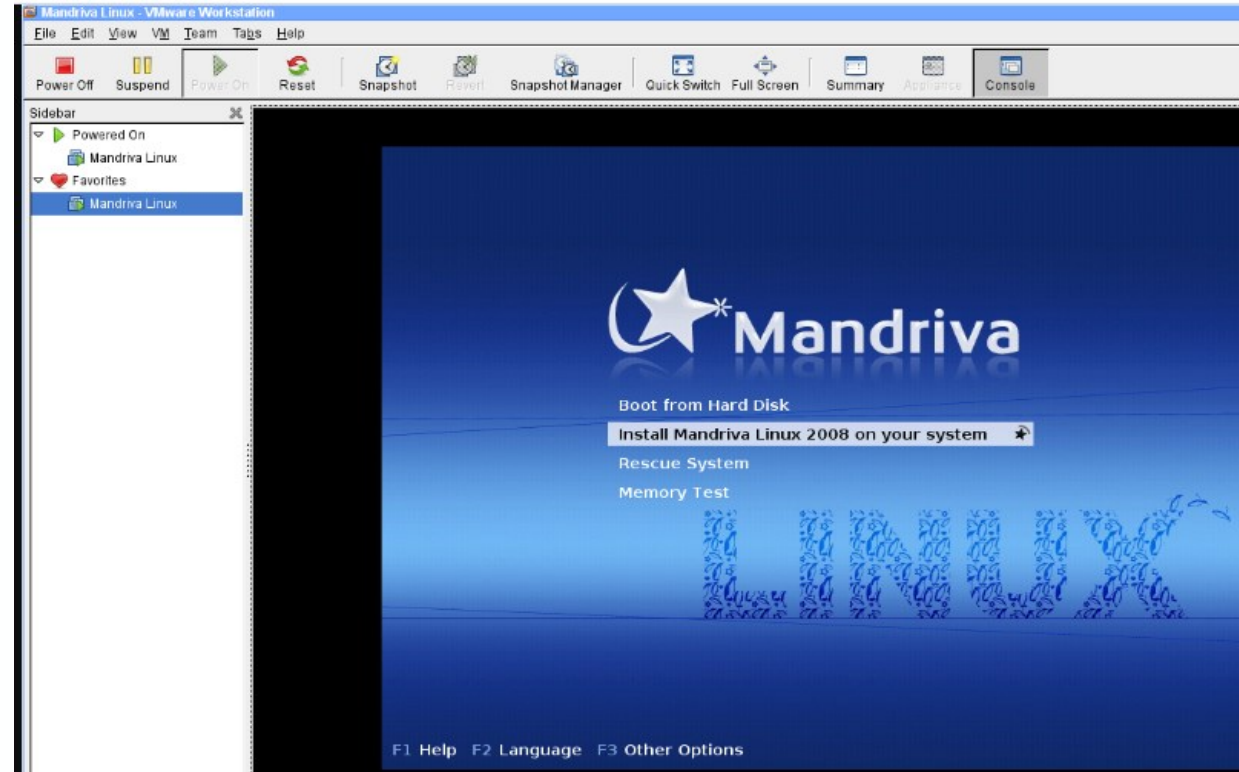 Mandriva Linux - VMware Workstation
File Edit View VM Team Tabs Help
Power Off Suspend Power On Reset Snapshot Revert Snapshot Manager Quick Switch Full Screen Summary Appliance Console
Sidebar
Powered On
Mandriva Linux
Favorites
Mandriva Linux
Mandriva
Boot from Hard Disk
Install Mandriva Linux 2008 on your system
Rescue System
Memory Test
LINUX
F1 Help F2 Language F3 Other Options